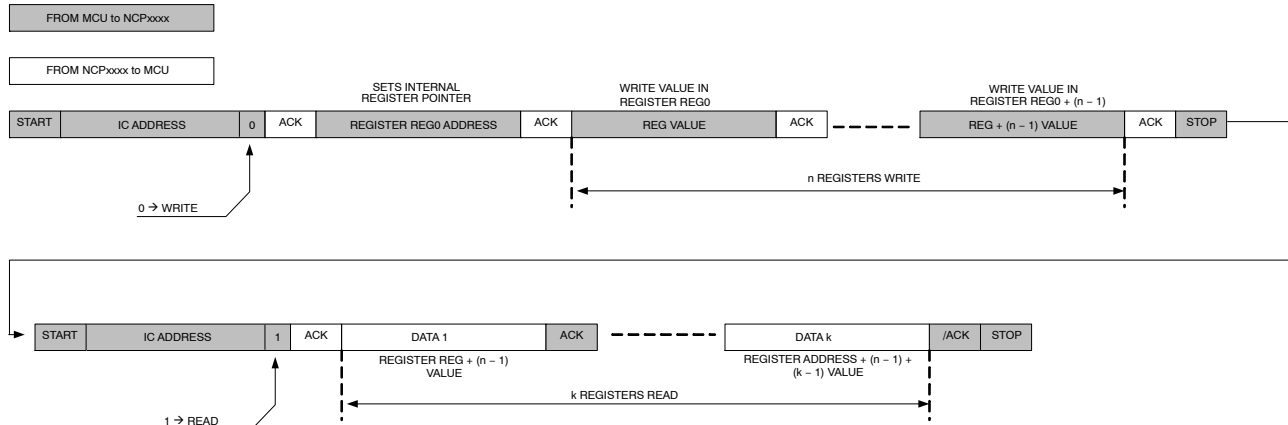 FROM MCU to NCPxxxx
FROM NCPxxxx to MCU
SETS INTERNAL
REGISTER POINTER
WRITE VALUE IN
REGISTER REG0
WRITE VALUE IN
REGISTER REG0 + (n − 1)
START IC ADDRESS 0 ACK REGISTER REG0 ADDRESS ACK REG VALUE ACK REG + (n − 1) VALUE ACK STOP
n REGISTERS WRITE
0 → WRITE
START IC ADDRESS 1 ACK DATA 1 ACK DATA k /ACK STOP
REGISTER REG + (n − 1)
VALUE
REGISTER ADDRESS + (n − 1) +
(k − 1) VALUE
k REGISTERS READ
1 → READ